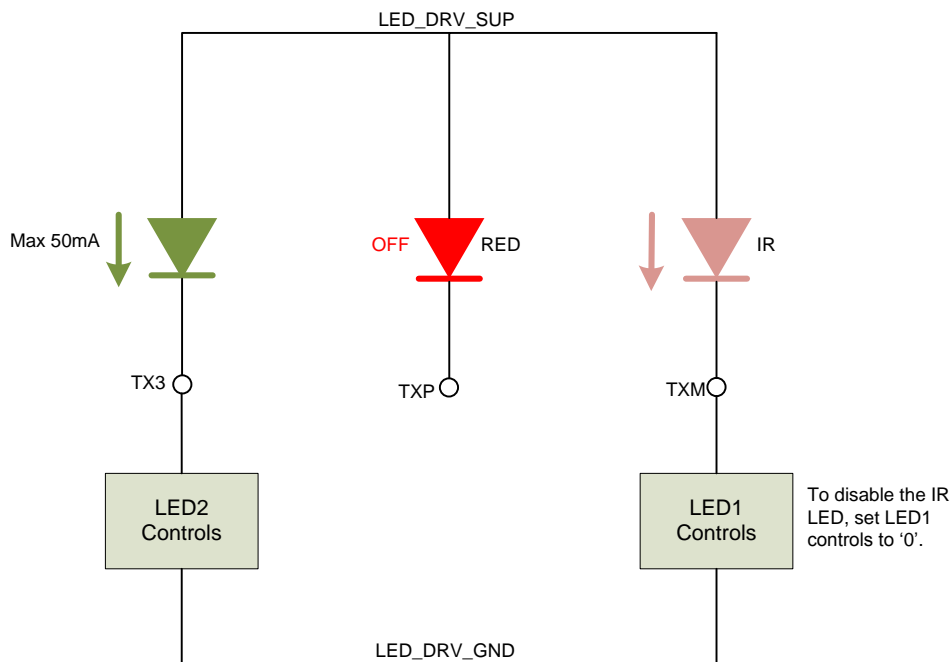 LED_DRV_SUP
Max 50mA
OFF
RED
IR
TX3
TXP
TXM
LED2
Controls
LED1
Controls
To disable the IR
LED, set LED1
controls to ‘0’.
LED_DRV_GND